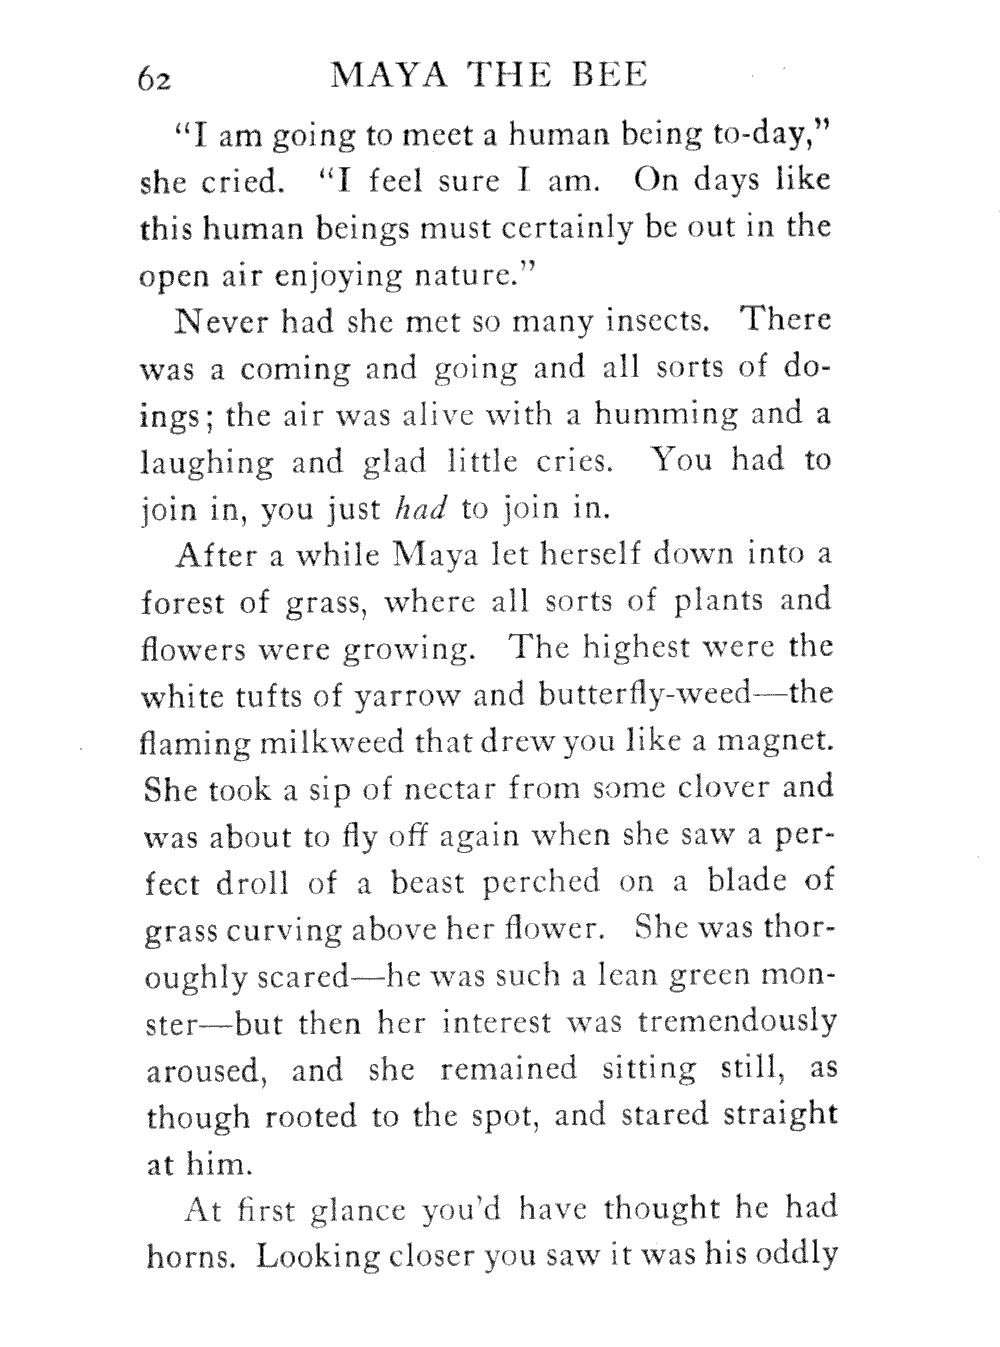 62 MAYA THE BEE
“I am going to meet a human being to-day,”
she cried. “I feel sure I am. On days like
this human beings must certainly be out in the
open air enjoying nature.”
Never had she met so many insects. There
was a coming and going and all sorts of do-
ings; the air was alive with a humming and a
laughing and glad little cries. You had to
join in, you just had to join in.
After a while Maya let herself down into a
forest of grass, where all sorts of plants and
flowers were growing. The highest were the
white tufts of yarrow and butterfly-weed—the
flaming milkweed that drew you like a magnet.
She took a sip of nectar from some clover and
was about to fly off again when she saw a per-
fect droll of a beast perched on a blade of
grass curving above her flower. She was thor-
oughly scared—he was such a lean green mon-
ster—but then her interest was tremendously
aroused, and she remained sitting still, as
though rooted to the spot, and stared straight
at him.
At first glance you’d have thought he had
horns. Looking closer you saw it was his oddly